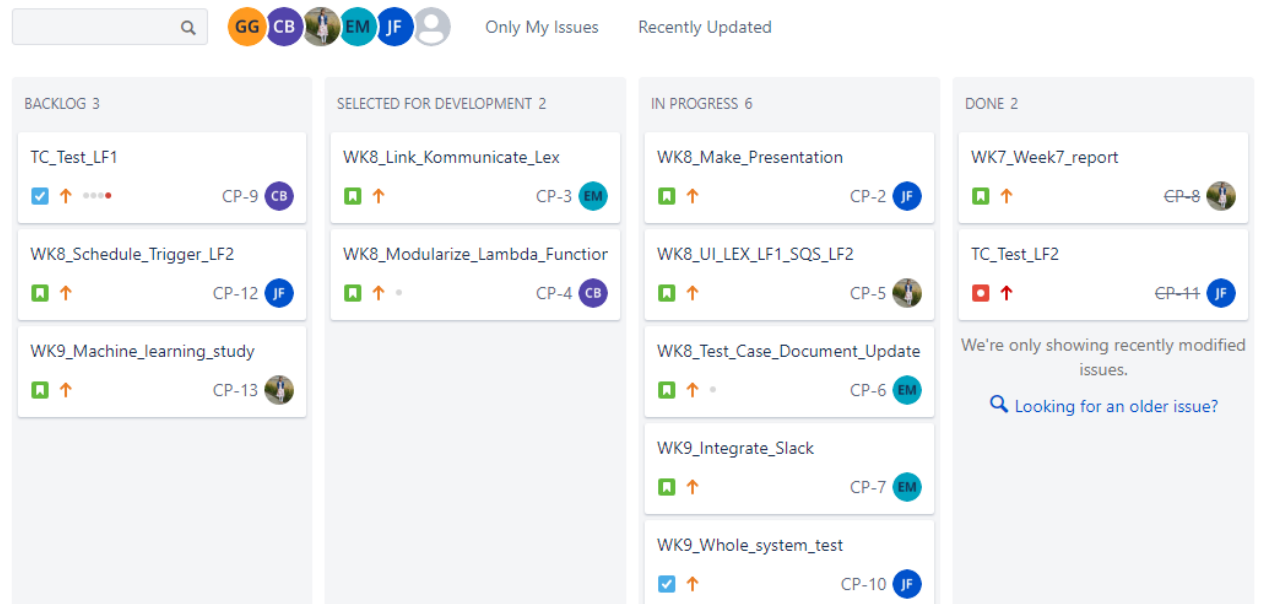 GG CB EM JF Only My Issues Recently Updated
BACKLOG 3
TC_Test_LF1
CP-9 CB
WK8_Schedule_Trigger_LF2
CP-12 JF
WK9_Machine_learning_study
CP-13
SELECTED FOR DEVELOPMENT 2
WK8_Link_Kommunicate_Lex
CP-3 EM
WK8_Modularize_Lambda_Function
CP-4 CB
IN PROGRESS 6
WK8_Make_Presentation
CP-2 JF
WK8_UI_LEX_LF1_SQS_LF2
CP-5
WK8_Test_Case_Document_Update
CP-6 EM
WK9_Integrate_Slack
CP-7 EM
WK9_Whole_system_test
CP-10 JF
DONE 2
WK7_Week7_report
CP-8
TC_Test_LF2
CP-11 JF
We're only showing recently modified
issues.
Looking for an older issue?